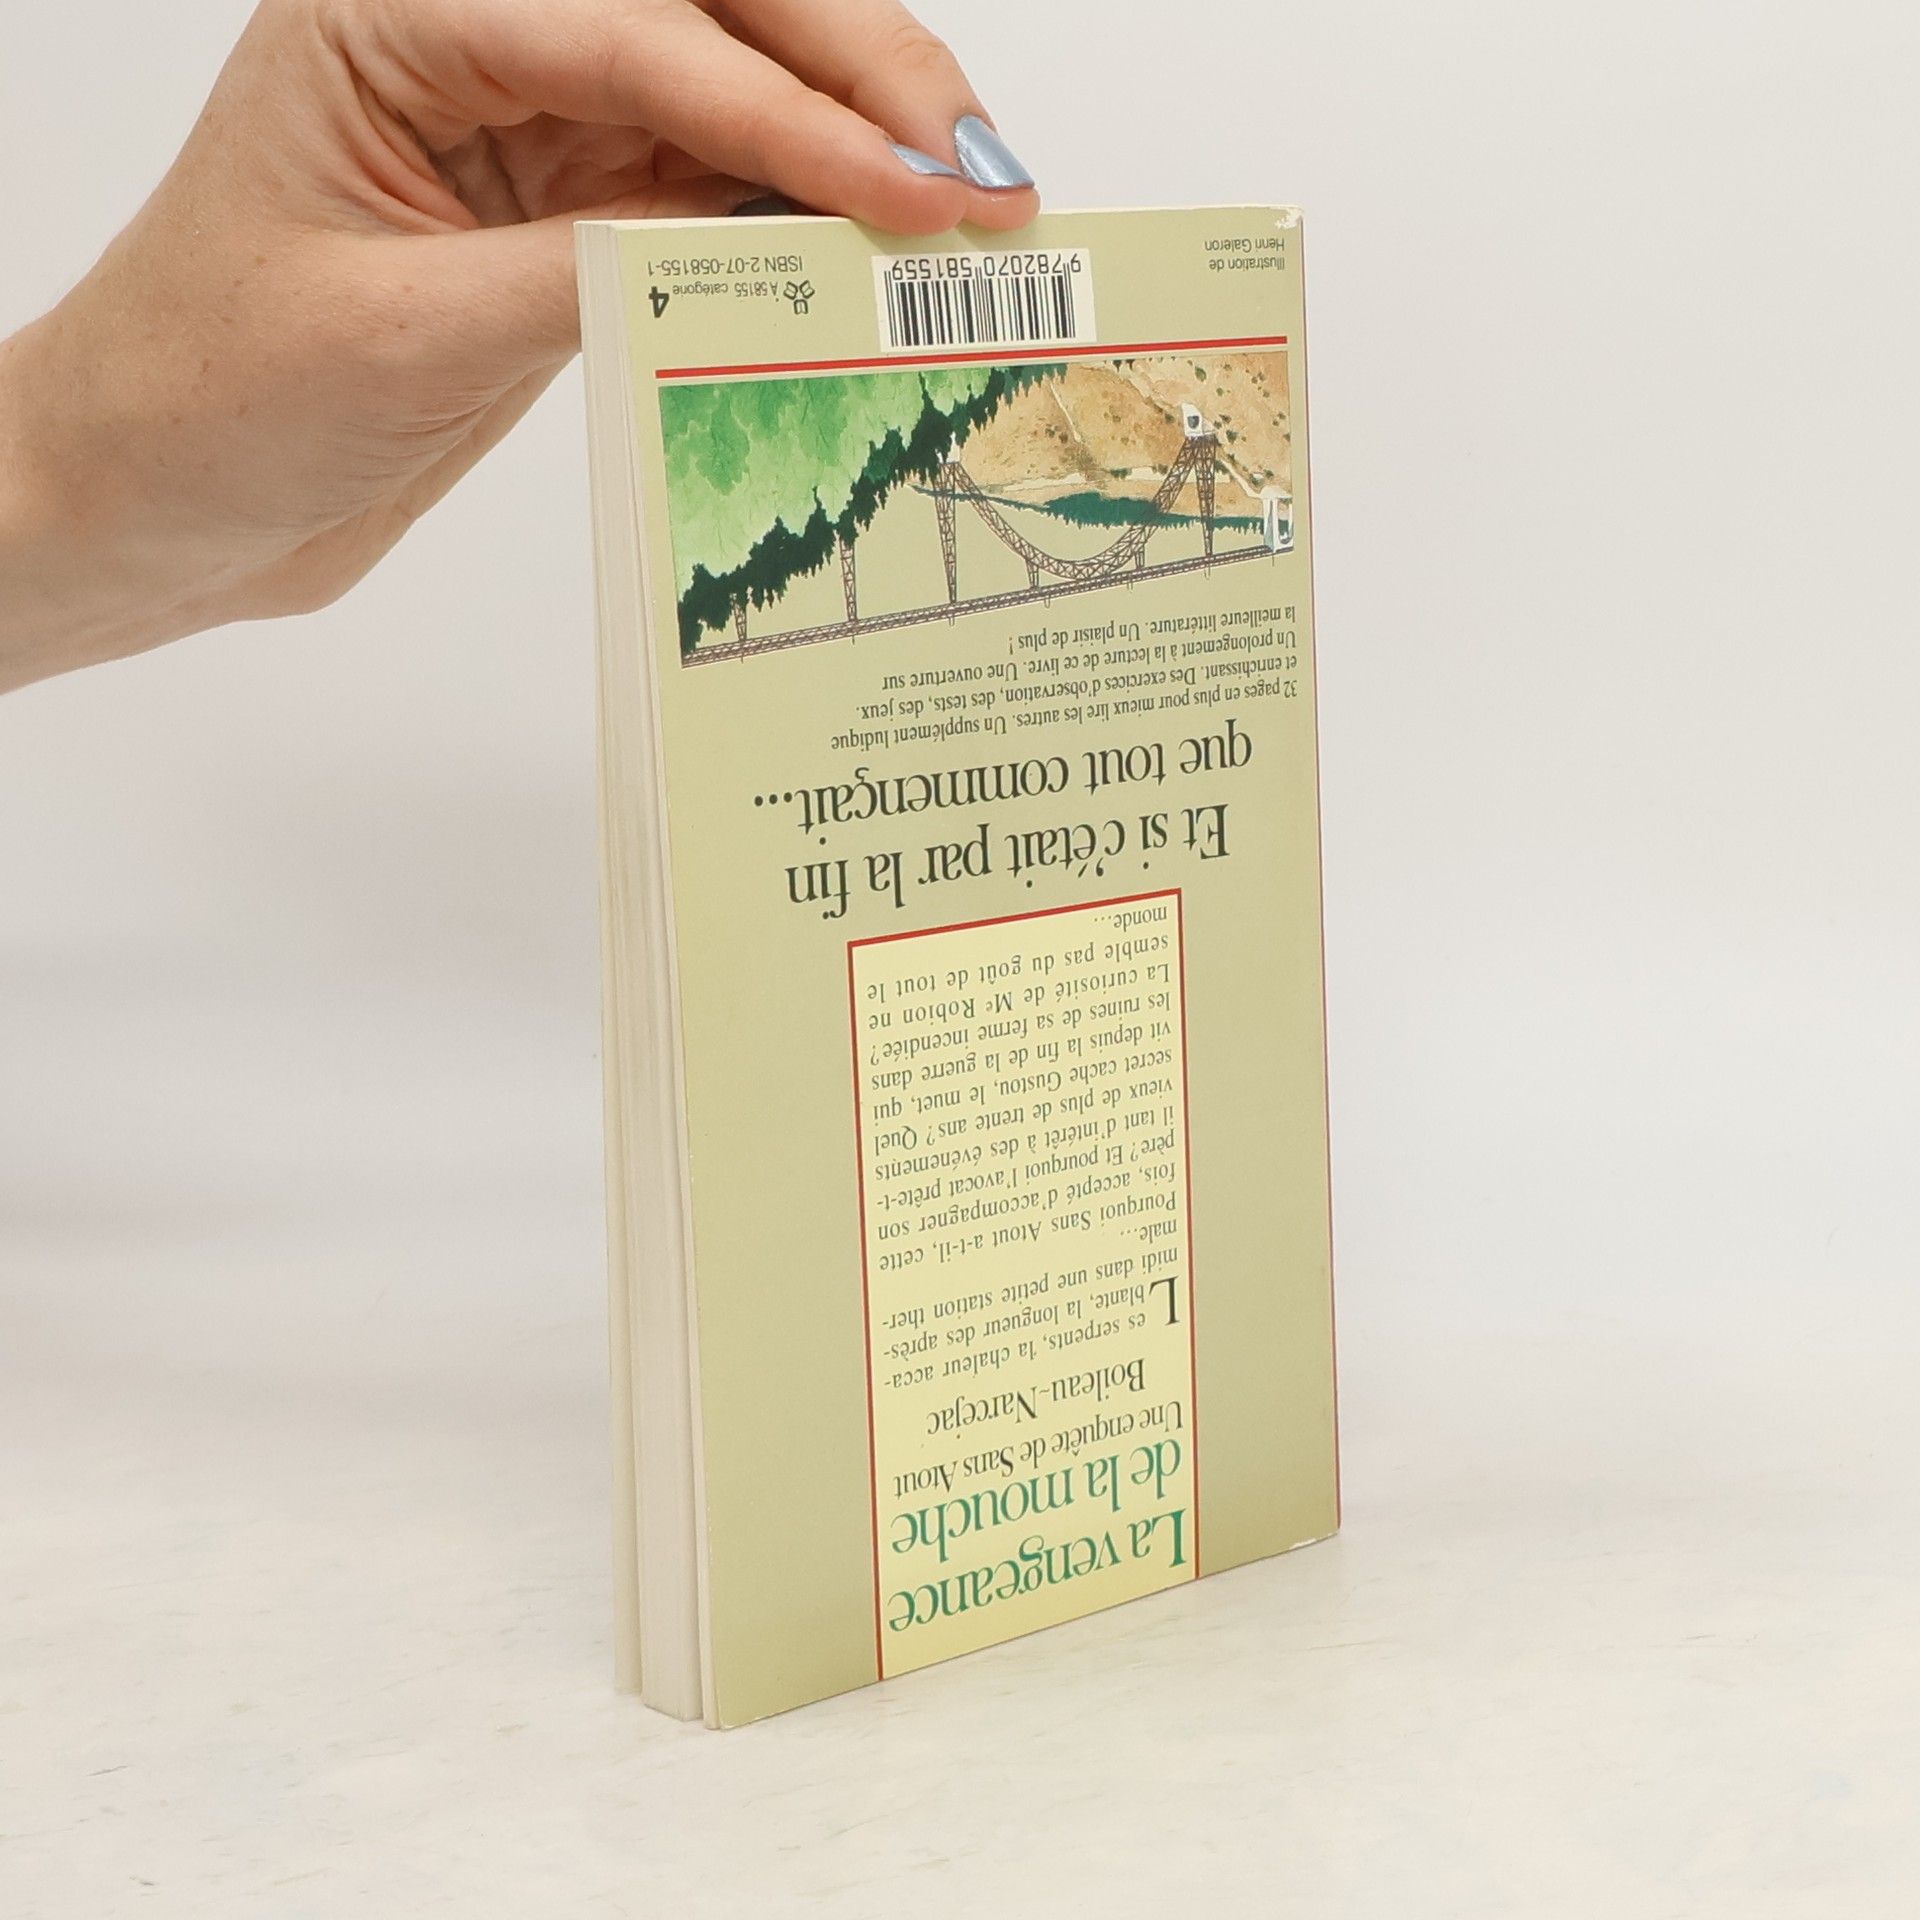 La vengeance
de la mouche
Une enquête de Sans Atout
Boileau-Narcejac
Les serpents, la chaleur acca-
blante, la longueur des après-
midi dans une petite station ther-
male...
Pourquoi Sans Atout a-t-il, cette
fois, accepté d'accompagner son
père? Et pourquoi l'avocat prête-t-
il tant d'intérêt à des événements
vieux de plus de trente ans? Quel
secret cache Gustou, le muet, qui
vit depuis la fin de la guerre dans
les ruines de sa ferme incendiée?
La curiosité de Me Robion ne
semble pas du goût de tout le
monde...
Et si c'était par la fin
que tout commençait...
32 pages en plus pour mieux lire les autres. Un supplément ludique
et enrichissant. Des exercices d'observation, des tests, des jeux.
Un prolongement à la lecture de ce livre. Une ouverture sur
la meilleure littérature. Un plaisir de plus !
Illustration de
Henri Galeron
9 782070 581559
A 58155 catégorie 4
ISBN 2-07-058155-1